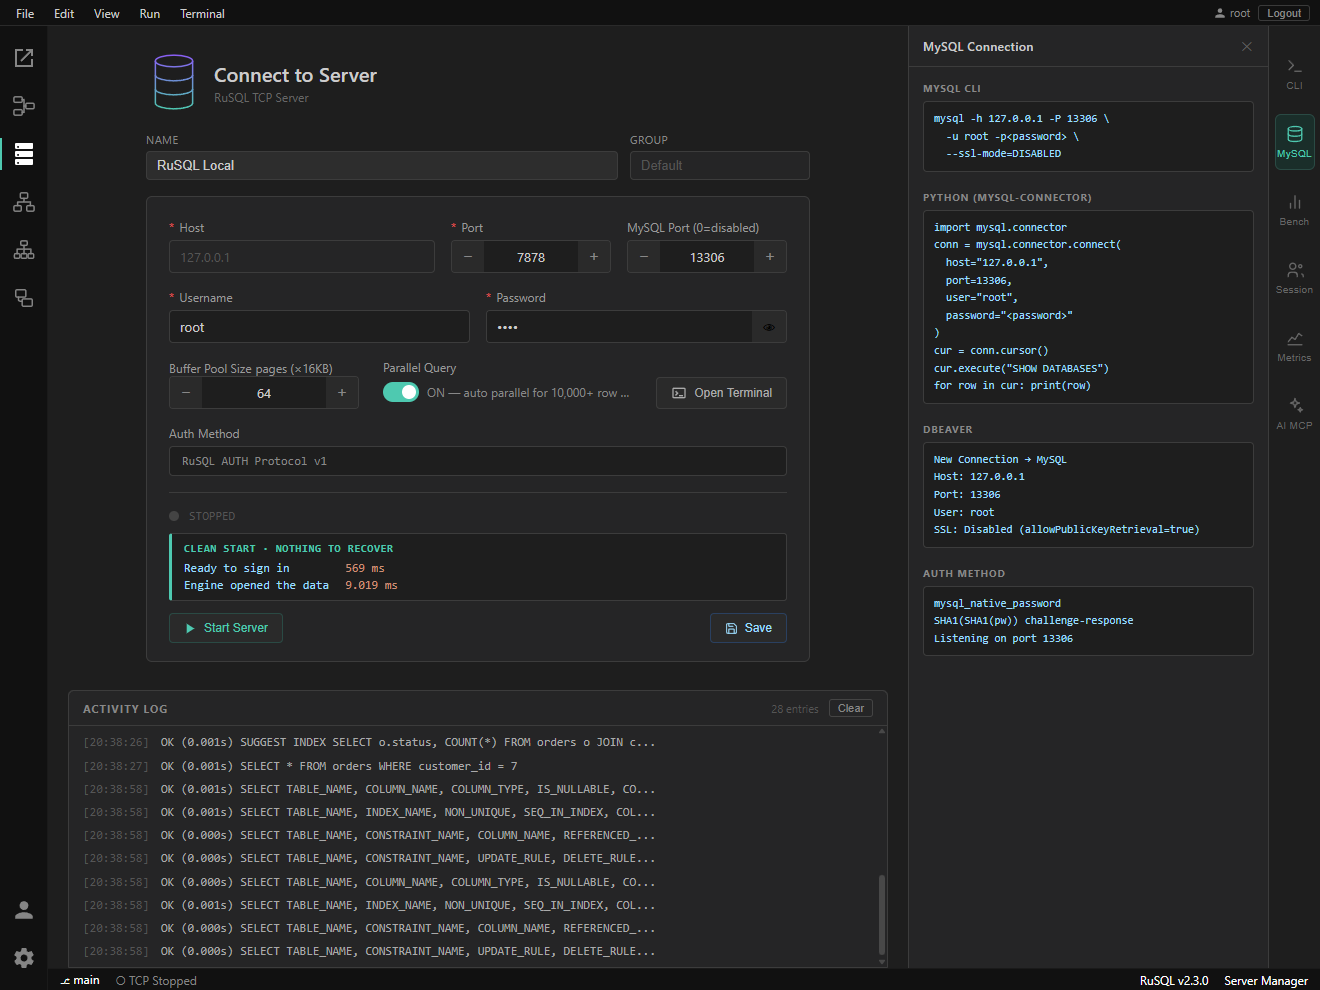 File Edit View Run Terminal
root Logout
Connect to Server
RuSQL TCP Server
NAME
RuSQL Local
GROUP
Default
* Host
127.0.0.1
* Port
− 7878 +
MySQL Port (0=disabled)
− 13306 +
* Username
root
* Password
••••
Buffer Pool Size pages (×16KB)
− 64 +
Parallel Query
ON — auto parallel for 10,000+ row ...
Open Terminal
Auth Method
RuSQL AUTH Protocol v1
STOPPED
CLEAN START · NOTHING TO RECOVER
Ready to sign in 569 ms
Engine opened the data 9.019 ms
Start Server
Save
ACTIVITY LOG
28 entries Clear
[20:38:26] OK (0.001s) SUGGEST INDEX SELECT o.status, COUNT(*) FROM orders o JOIN c...
[20:38:27] OK (0.001s) SELECT * FROM orders WHERE customer_id = 7
[20:38:58] OK (0.001s) SELECT TABLE_NAME, COLUMN_NAME, COLUMN_TYPE, IS_NULLABLE, CO...
[20:38:58] OK (0.001s) SELECT TABLE_NAME, INDEX_NAME, NON_UNIQUE, SEQ_IN_INDEX, COL...
[20:38:58] OK (0.000s) SELECT TABLE_NAME, CONSTRAINT_NAME, COLUMN_NAME, REFERENCED_...
[20:38:58] OK (0.000s) SELECT TABLE_NAME, CONSTRAINT_NAME, UPDATE_RULE, DELETE_RULE...
[20:38:58] OK (0.000s) SELECT TABLE_NAME, COLUMN_NAME, COLUMN_TYPE, IS_NULLABLE, CO...
[20:38:58] OK (0.001s) SELECT TABLE_NAME, INDEX_NAME, NON_UNIQUE, SEQ_IN_INDEX, COL...
[20:38:58] OK (0.000s) SELECT TABLE_NAME, CONSTRAINT_NAME, COLUMN_NAME, REFERENCED_...
[20:38:58] OK (0.000s) SELECT TABLE_NAME, CONSTRAINT_NAME, UPDATE_RULE, DELETE_RULE...
MySQL Connection
MYSQL CLI
mysql -h 127.0.0.1 -P 13306 \
-u root -p<password> \
--ssl-mode=DISABLED
PYTHON (MYSQL-CONNECTOR)
import mysql.connector
conn = mysql.connector.connect(
host="127.0.0.1",
port=13306,
user="root",
password="<password>"
)
cur = conn.cursor()
cur.execute("SHOW DATABASES")
for row in cur: print(row)
DBEAVER
New Connection → MySQL
Host: 127.0.0.1
Port: 13306
User: root
SSL: Disabled (allowPublicKeyRetrieval=true)
AUTH METHOD
mysql_native_password
SHA1(SHA1(pw)) challenge-response
Listening on port 13306
CLI
MySQL
Bench
Session
Metrics
AI MCP
main TCP Stopped
RuSQL v2.3.0 Server Manager